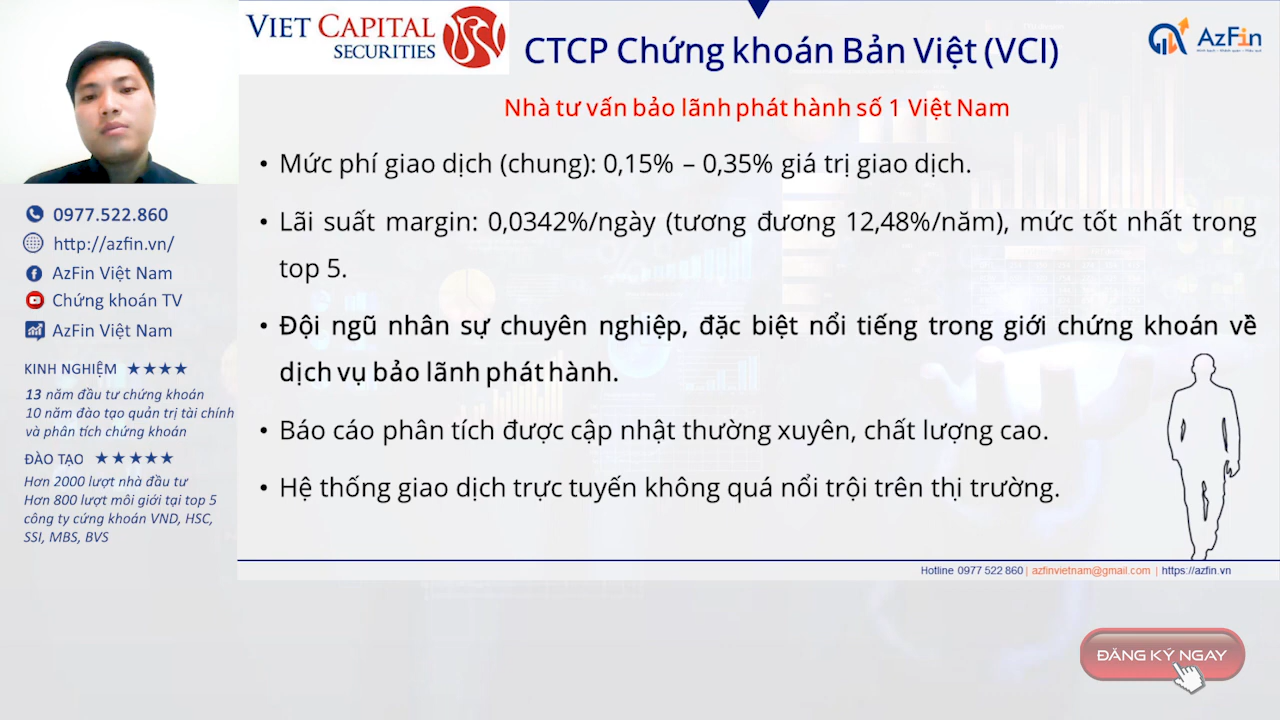 VIET CAPITAL
SECURITIES
CTCP Chứng khoán Bản Việt (VCI)
AzFin
Nhà tư vấn bảo lãnh phát hành số 1 Việt Nam
• Mức phí giao dịch (chung): 0,15% – 0,35% giá trị giao dịch.
• Lãi suất margin: 0,0342%/ngày (tương đương 12,48%/năm), mức tốt nhất trong
top 5.
• Đội ngũ nhân sự chuyên nghiệp, đặc biệt nổi tiếng trong giới chứng khoán về
dịch vụ bảo lãnh phát hành.
• Báo cáo phân tích được cập nhật thường xuyên, chất lượng cao.
• Hệ thống giao dịch trực tuyến không quá nổi trội trên thị trường.
0977.522.860
http://azfin.vn/
AzFin Việt Nam
Chứng khoán TV
AzFin Việt Nam
KINH NGHIỆM ★★★★
13 năm đầu tư chứng khoán
10 năm đào tạo quản trị tài chính
và phân tích chứng khoán
ĐÀO TẠO ★★★★★
Hơn 2000 lượt nhà đầu tư
Hơn 800 lượt môi giới tại top 5
công ty cứng khoán VND, HSC,
SSI, MBS, BVS
Hotline 0977 522 860 | azfinvietnam@gmail.com | https://azfin.vn
ĐĂNG KÝ NGAY